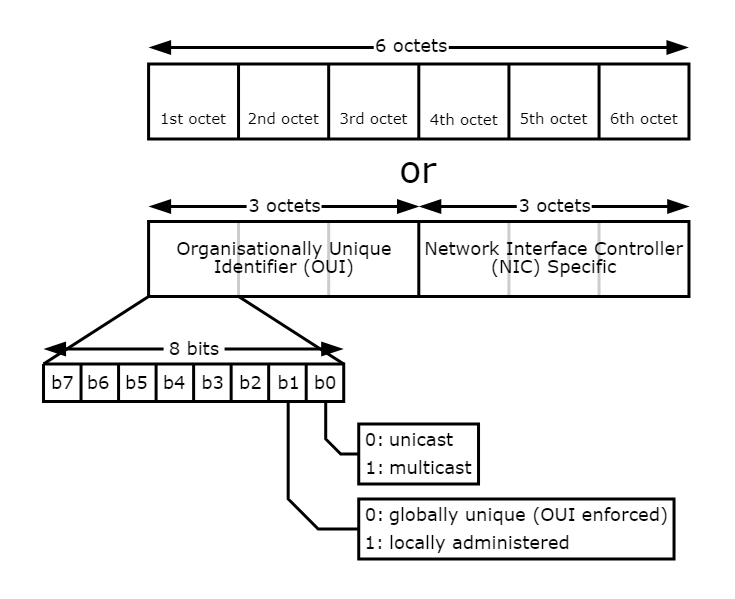 6 octets
1st octet 2nd octet 3rd octet 4th octet 5th octet 6th octet
or
3 octets 3 octets
Organisationally Unique
Identifier (OUI)
Network Interface Controller
(NIC) Specific
8 bits
b7 b6 b5 b4 b3 b2 b1 b0
0: unicast
1: multicast
0: globally unique (OUI enforced)
1: locally administered